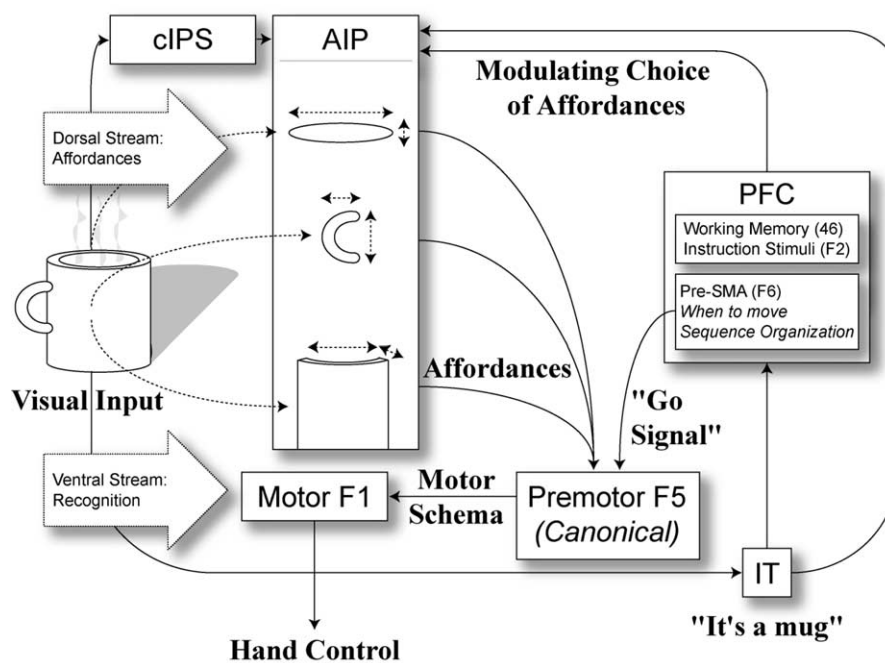 cIPS
AIP
Modulating Choice
of Affordances
Dorsal Stream:
Affordances
PFC
Working Memory (46)
Instruction Stimuli (F2)
Pre-SMA (F6)
When to move
Sequence Organization
Visual Input
Affordances
"Go
Signal"
Ventral Stream:
Recognition
Motor F1
Motor
Schema
Premotor F5
(Canonical)
IT
"It's a mug"
Hand Control